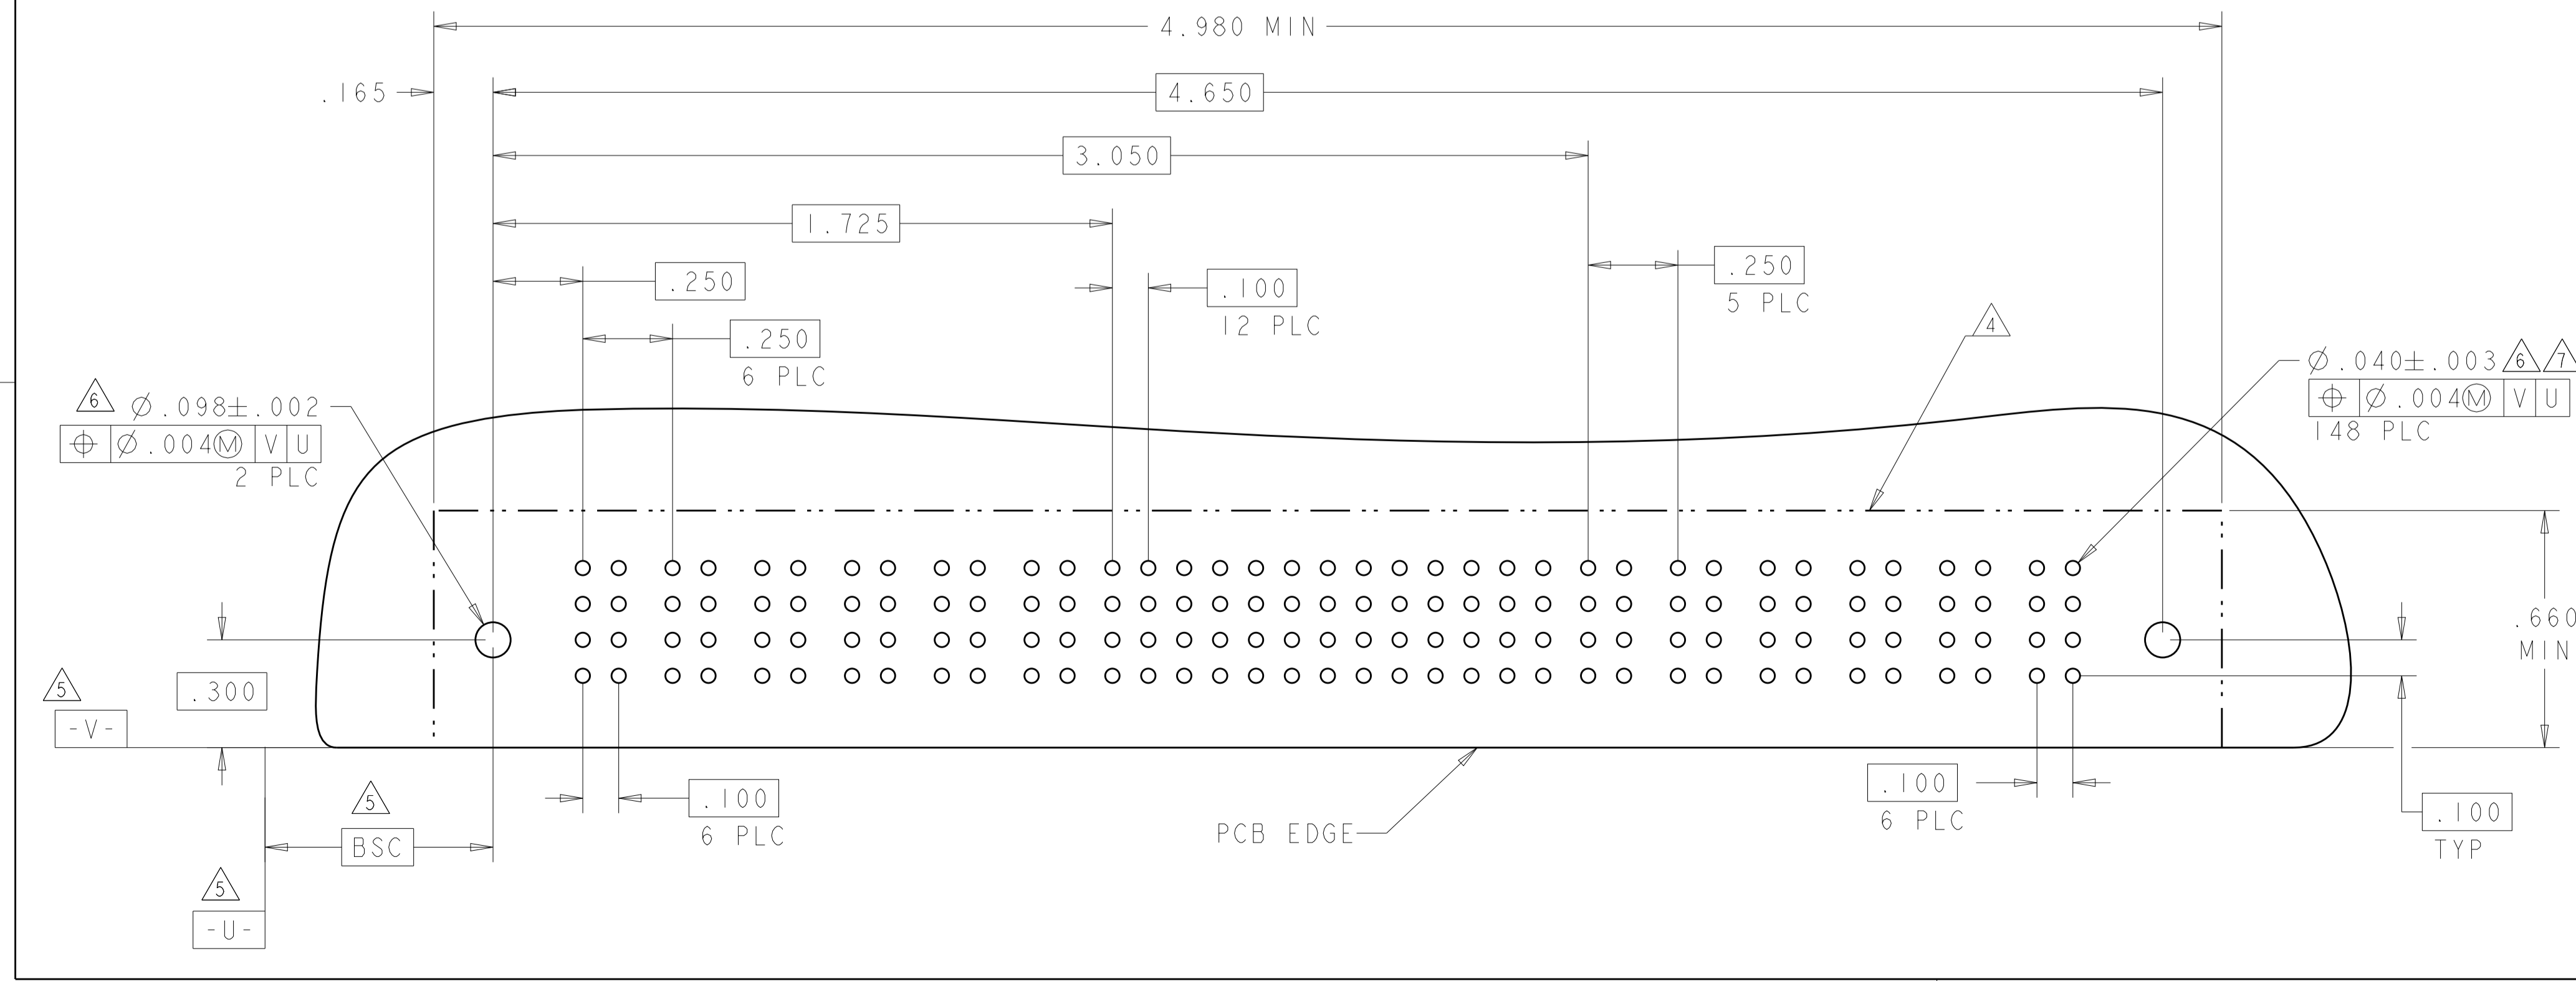 4.980 MIN
.165
4.650
3.050
1.725
.250
.250
6 PLC
.100
12 PLC
.250
5 PLC
4
6 Ø.098±.002
⌖ Ø.004Ⓜ V U
2 PLC
Ø.040±.003 6 7
⌖ Ø.004Ⓜ V U
148 PLC
.660
MIN
.300
5
-V-
5
BSC
5
-U-
.100
6 PLC
PCB EDGE
.100
6 PLC
.100
TYP